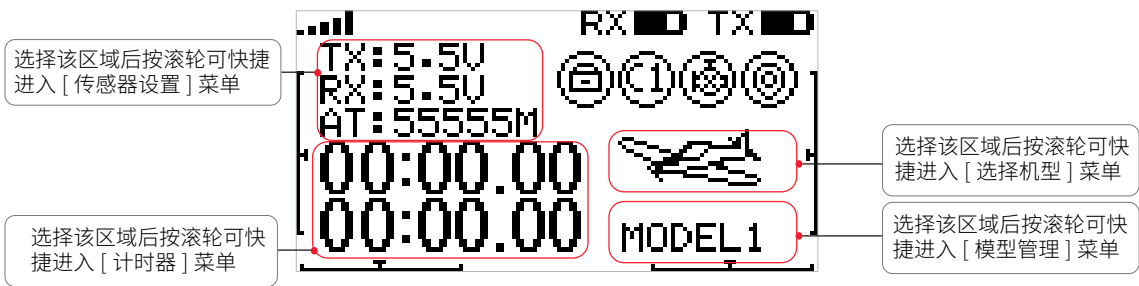 RX TX
选择该区域后按滚轮可快捷
进入 [ 传感器设置 ] 菜单
TX:5.5V
RX:5.5V
AT:55555M
1
00:00.00
00:00.00
选择该区域后按滚轮可快
捷进入 [ 选择机型 ] 菜单
选择该区域后按滚轮可快
捷进入 [ 计时器 ] 菜单
MODEL1
选择该区域后按滚轮可快
捷进入 [ 模型管理 ] 菜单